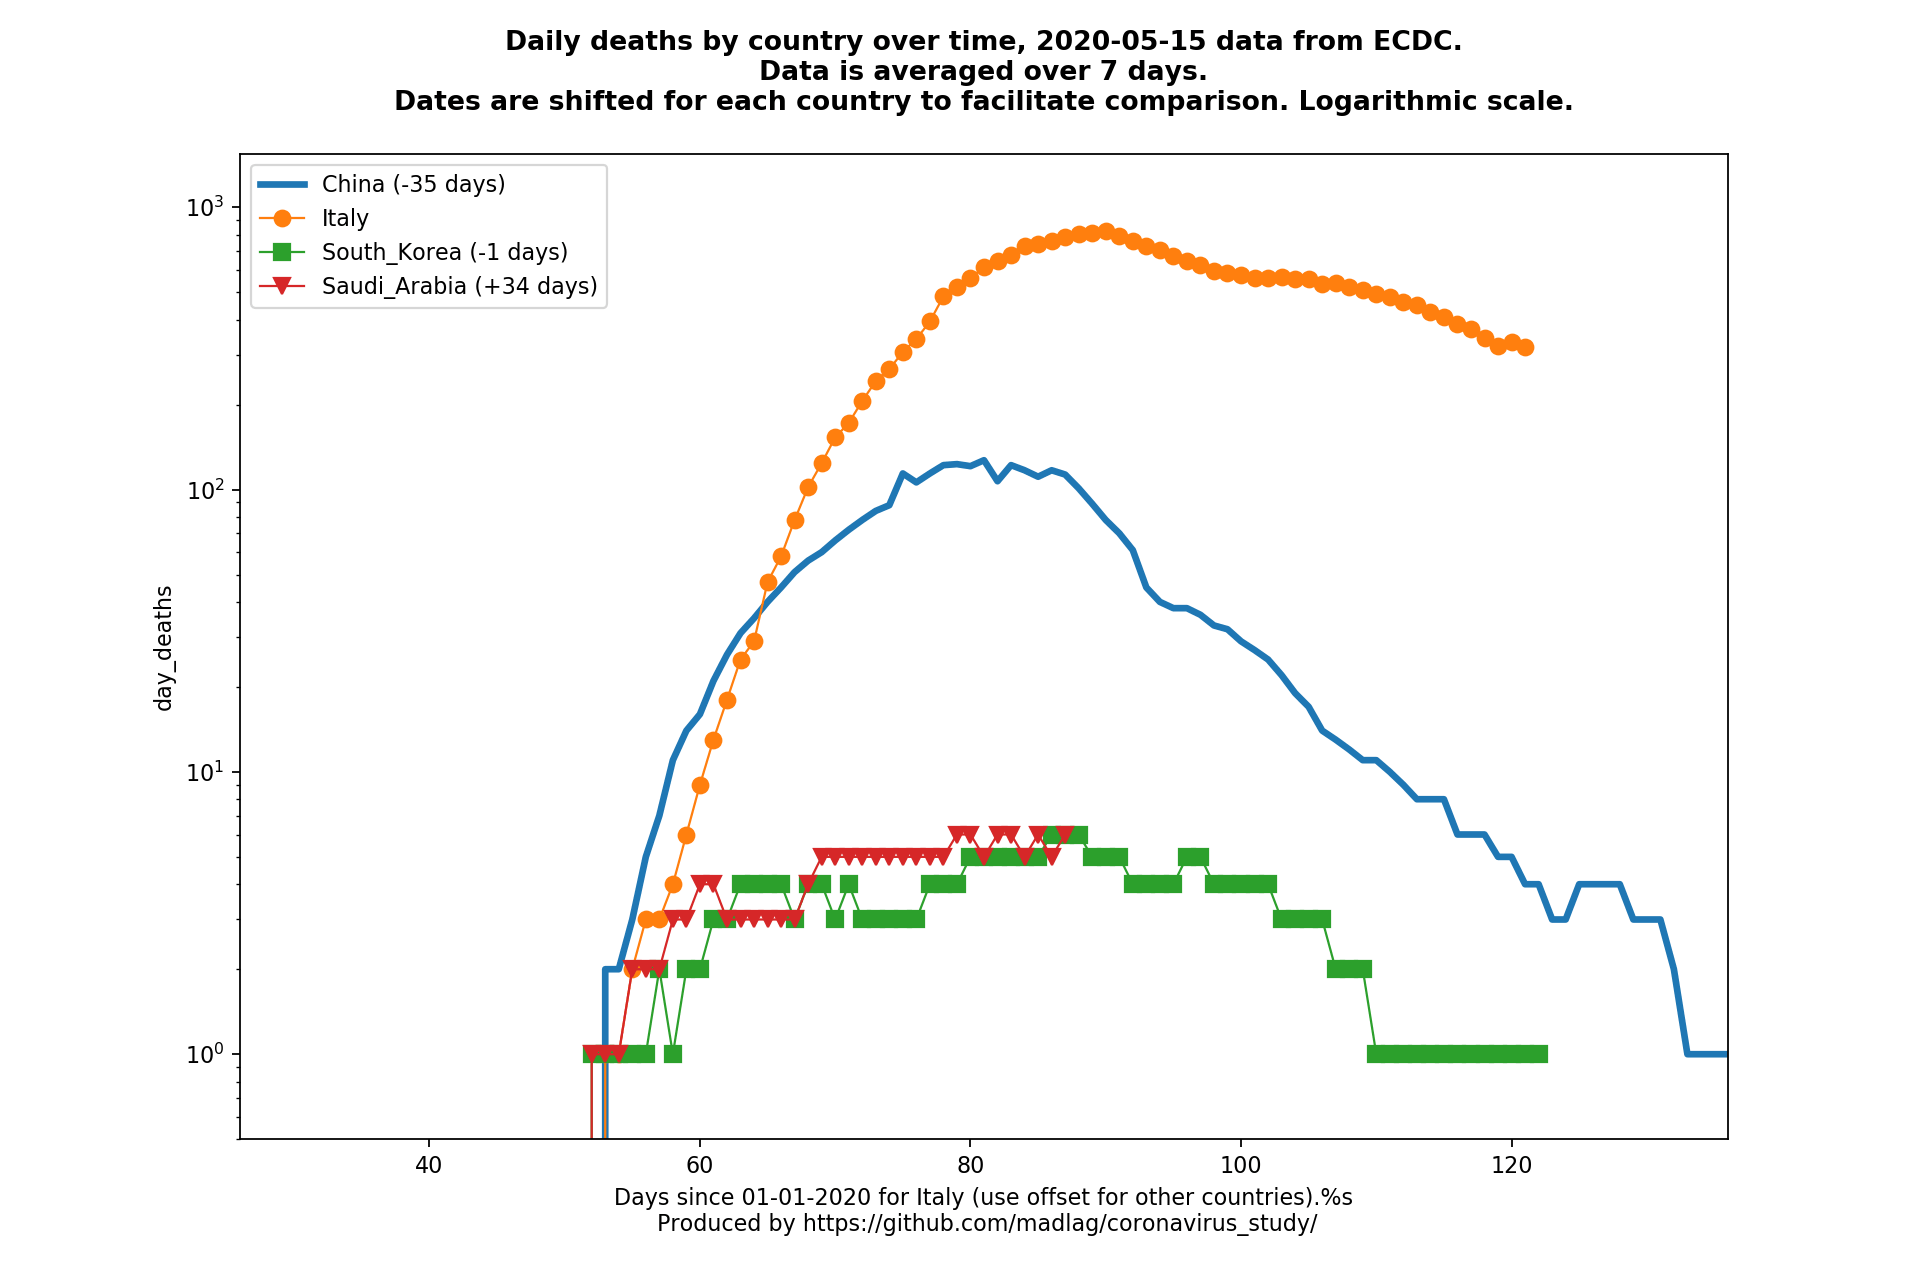 Daily deaths by country over time, 2020-05-15 data from ECDC.
Data is averaged over 7 days.
Dates are shifted for each country to facilitate comparison. Logarithmic scale.
China (-35 days)
Italy
South_Korea (-1 days)
Saudi_Arabia (+34 days)
10³
10²
10¹
10⁰
day_deaths
40 60 80 100 120
Days since 01-01-2020 for Italy (use offset for other countries).%s
Produced by https://github.com/madlag/coronavirus_study/